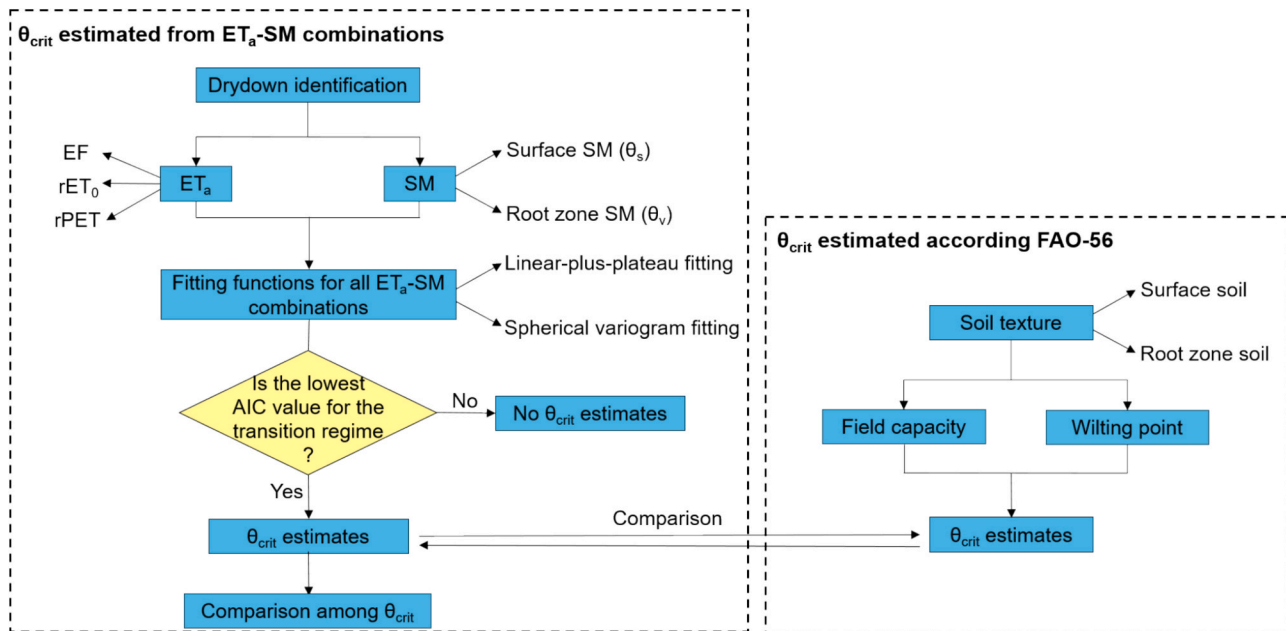 θcrit estimated from ETa-SM combinations
Drydown identification
EF
rET0
rPET
ETa
SM
Surface SM (θs)
Root zone SM (θv)
Fitting functions for all ETa-SM
combinations
Linear-plus-plateau fitting
Spherical variogram fitting
Is the lowest
AIC value for the
transition regime
?
No
No θcrit estimates
Yes
θcrit estimates
Comparison among θcrit
Comparison
θcrit estimated according FAO-56
Soil texture
Surface soil
Root zone soil
Field capacity
Wilting point
θcrit estimates